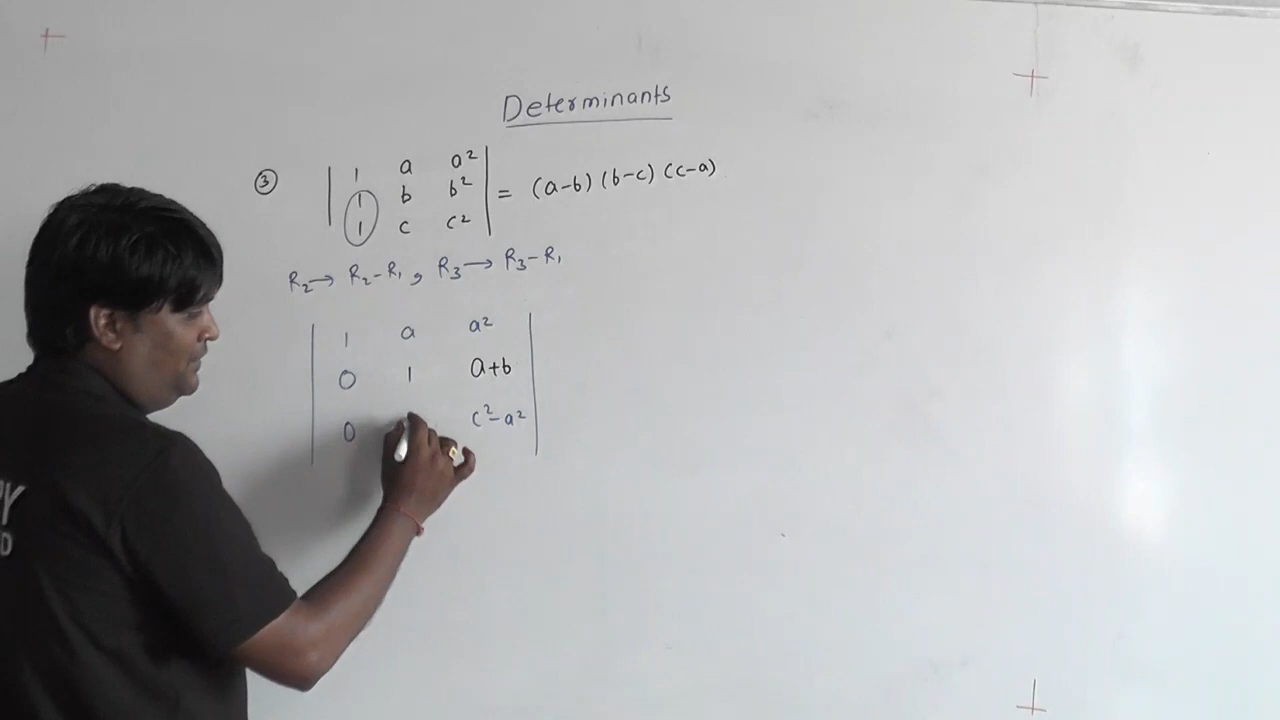 Determinants
③ | 1 a a² |
| 1 b b² | = (a-b) (b-c) (c-a)
| 1 c c² |
R₂→ R₂-R₁ , R₃→ R₃-R₁
| 1 a a² |
| 0 1 a+b |
| 0 c²-a² |